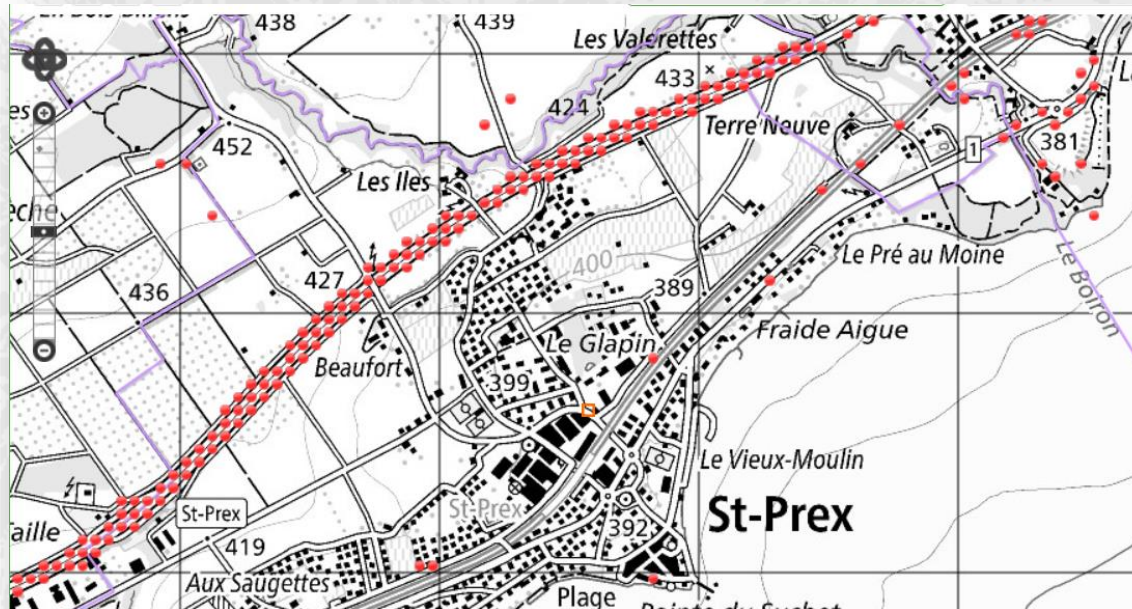 438
439
Les Valerettes
433
424
Terre Neuve
1
381
452
Les Iles
Le Pré au Moine
Le Boiron
400
427
436
389
Fraide Aigue
Le Glapin
Beaufort
399
Le Vieux-Moulin
St-Prex
St-Prex
St-Prex
392
419
Aux Saugettes
Plage